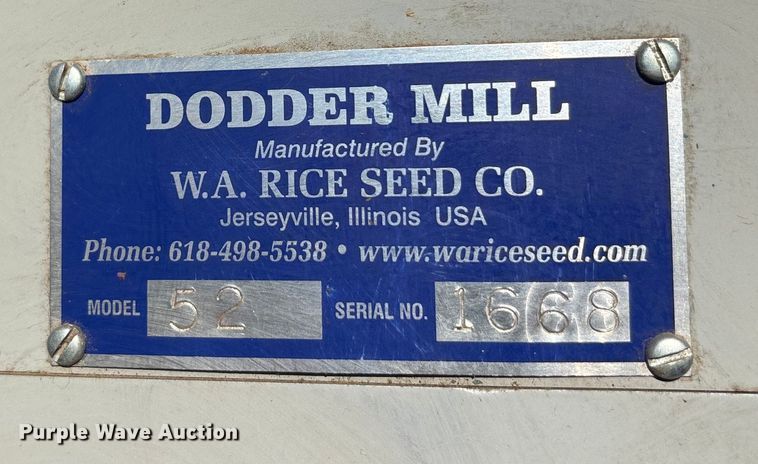 DODDER MILL
Manufactured By
W.A. RICE SEED CO.
Jerseyville, Illinois USA
Phone: 618-498-5538 • www.wariceseed.com
MODEL 52 SERIAL NO. 1668
Purple Wave Auction